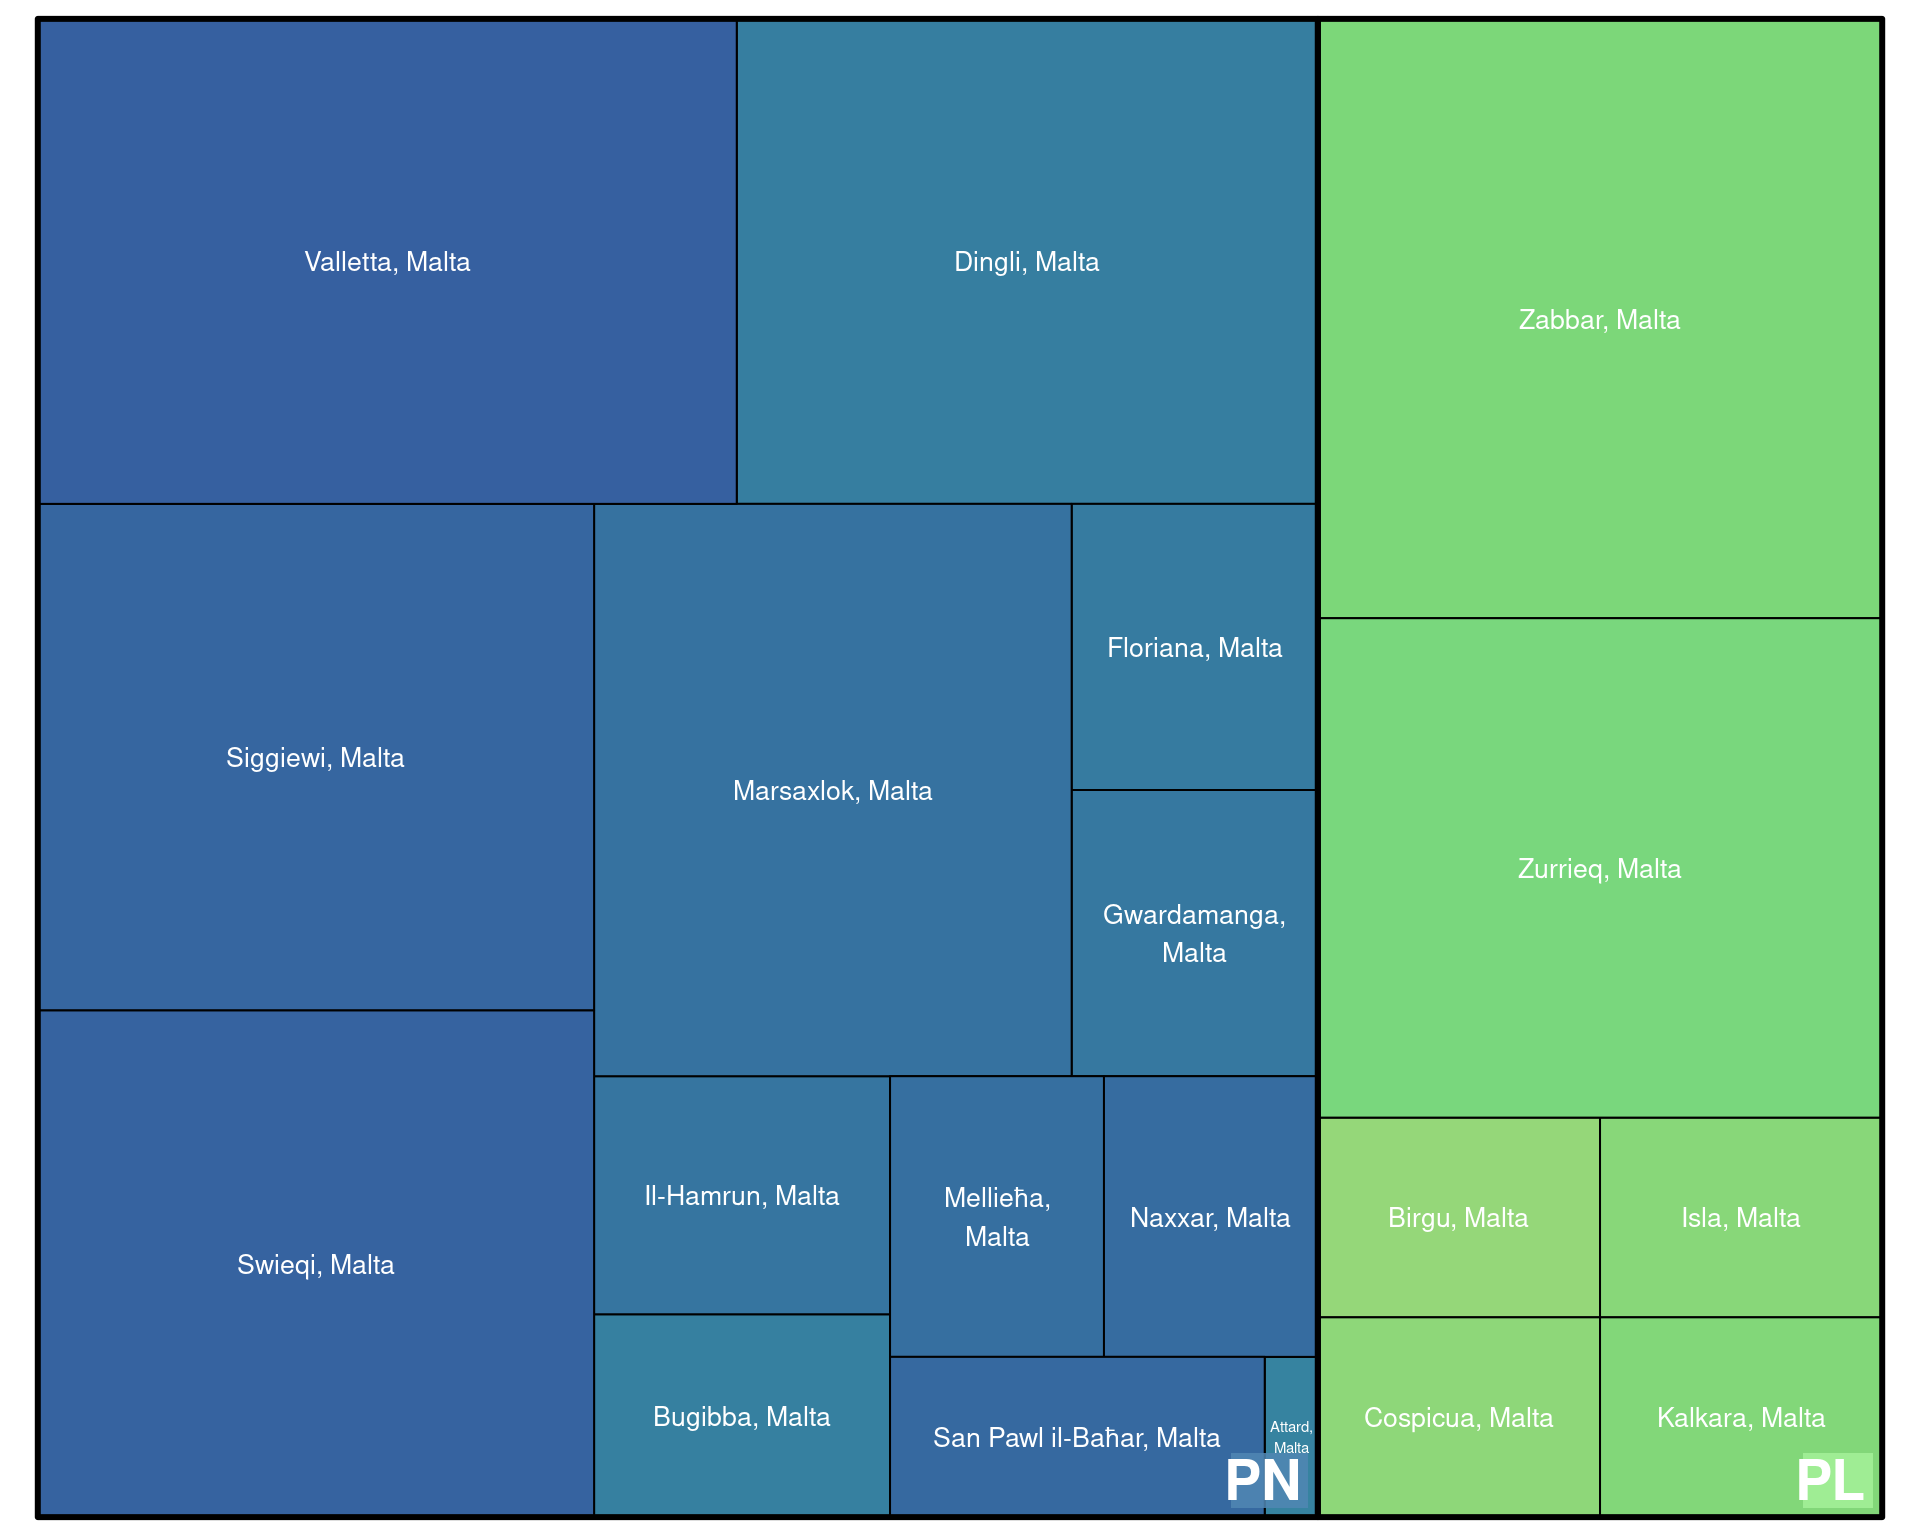 Valletta, Malta
Dingli, Malta
Zabbar, Malta
Siggiewi, Malta
Marsaxlok, Malta
Floriana, Malta
Gwardamanga,
Malta
Zurrieq, Malta
Swieqi, Malta
Il-Hamrun, Malta
Mellieħa,
Malta
Naxxar, Malta
Birgu, Malta
Isla, Malta
Bugibba, Malta
San Pawl il-Baħar, Malta
Attard,
Malta
Cospicua, Malta
Kalkara, Malta
PN
PL